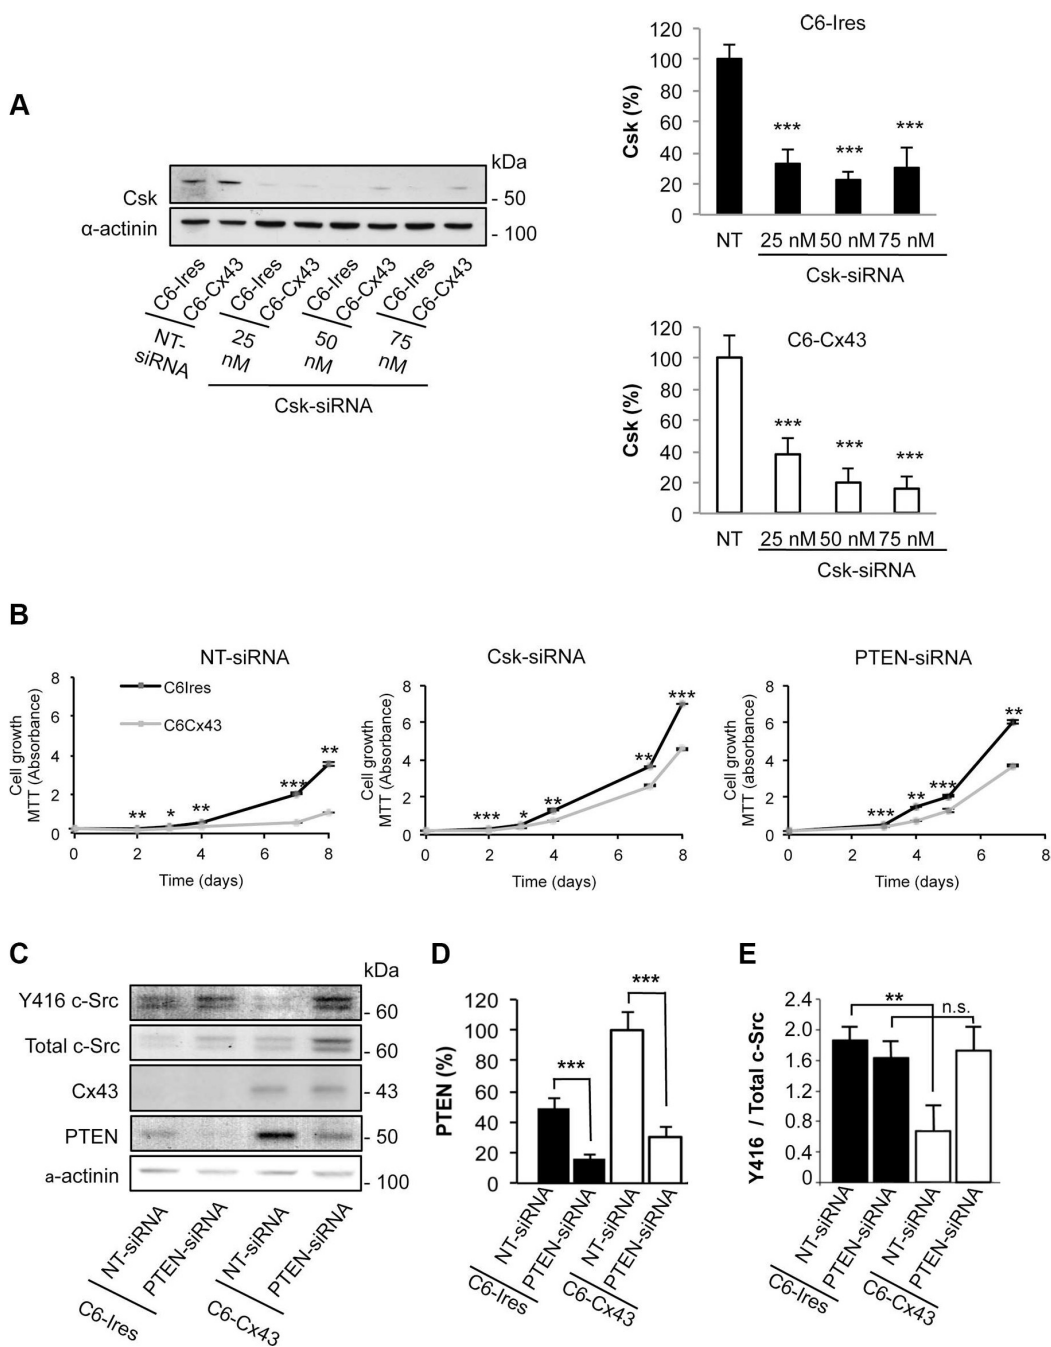 A
kDa
Csk
- 50
α-actinin
- 100
C6-Ires
C6-Cx43
C6-Ires
C6-Cx43
C6-Ires
C6-Cx43
C6-Ires
C6-Cx43
NT-
siRNA
25
nM
50
nM
75
nM
Csk-siRNA
C6-Ires
Csk (%)
120
100
80
60
40
20
0
*** *** ***
NT 25 nM 50 nM 75 nM
Csk-siRNA
C6-Cx43
Csk (%)
120
100
80
60
40
20
0
*** *** ***
NT 25 nM 50 nM 75 nM
Csk-siRNA
B
NT-siRNA
Cell growth
MTT (Absorbance)
8
6
4
2
0
C6Ires
C6Cx43
** * ** *** **
0 2 4 6 8
Time (days)
Csk-siRNA
Cell growth
MTT (Absorbance)
8
6
4
2
0
*** * ** ** ***
0 2 4 6 8
Time (days)
PTEN-siRNA
Cell growth
MTT (absorbance)
8
6
4
2
0
*** ** *** **
0 2 4 6 8
Time (days)
C
kDa
Y416 c-Src
- 60
Total c-Src
- 60
Cx43
- 43
PTEN
- 50
a-actinin
- 100
NT-siRNA
PTEN-siRNA
NT-siRNA
PTEN-siRNA
C6-Ires
C6-Cx43
D
PTEN (%)
120
100
80
60
40
20
0
*** ***
NT-siRNA
PTEN-siRNA
NT-siRNA
PTEN-siRNA
C6-Ires
C6-Cx43
E
Y416 / Total c-Src
2.4
2.0
1.6
1.2
0.8
0.4
0
** n.s.
NT-siRNA
PTEN-siRNA
NT-siRNA
PTEN-siRNA
C6-Ires
C6-Cx43